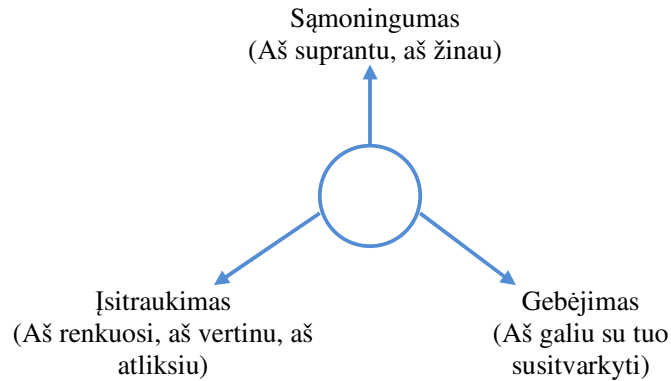 Sąmoningumas
(Aš suprantu, aš žinau)
Įsitraukimas
(Aš renkuosi, aš vertinu, aš
atliksiu)
Gebėjimas
(Aš galiu su tuo
susitvarkyti)